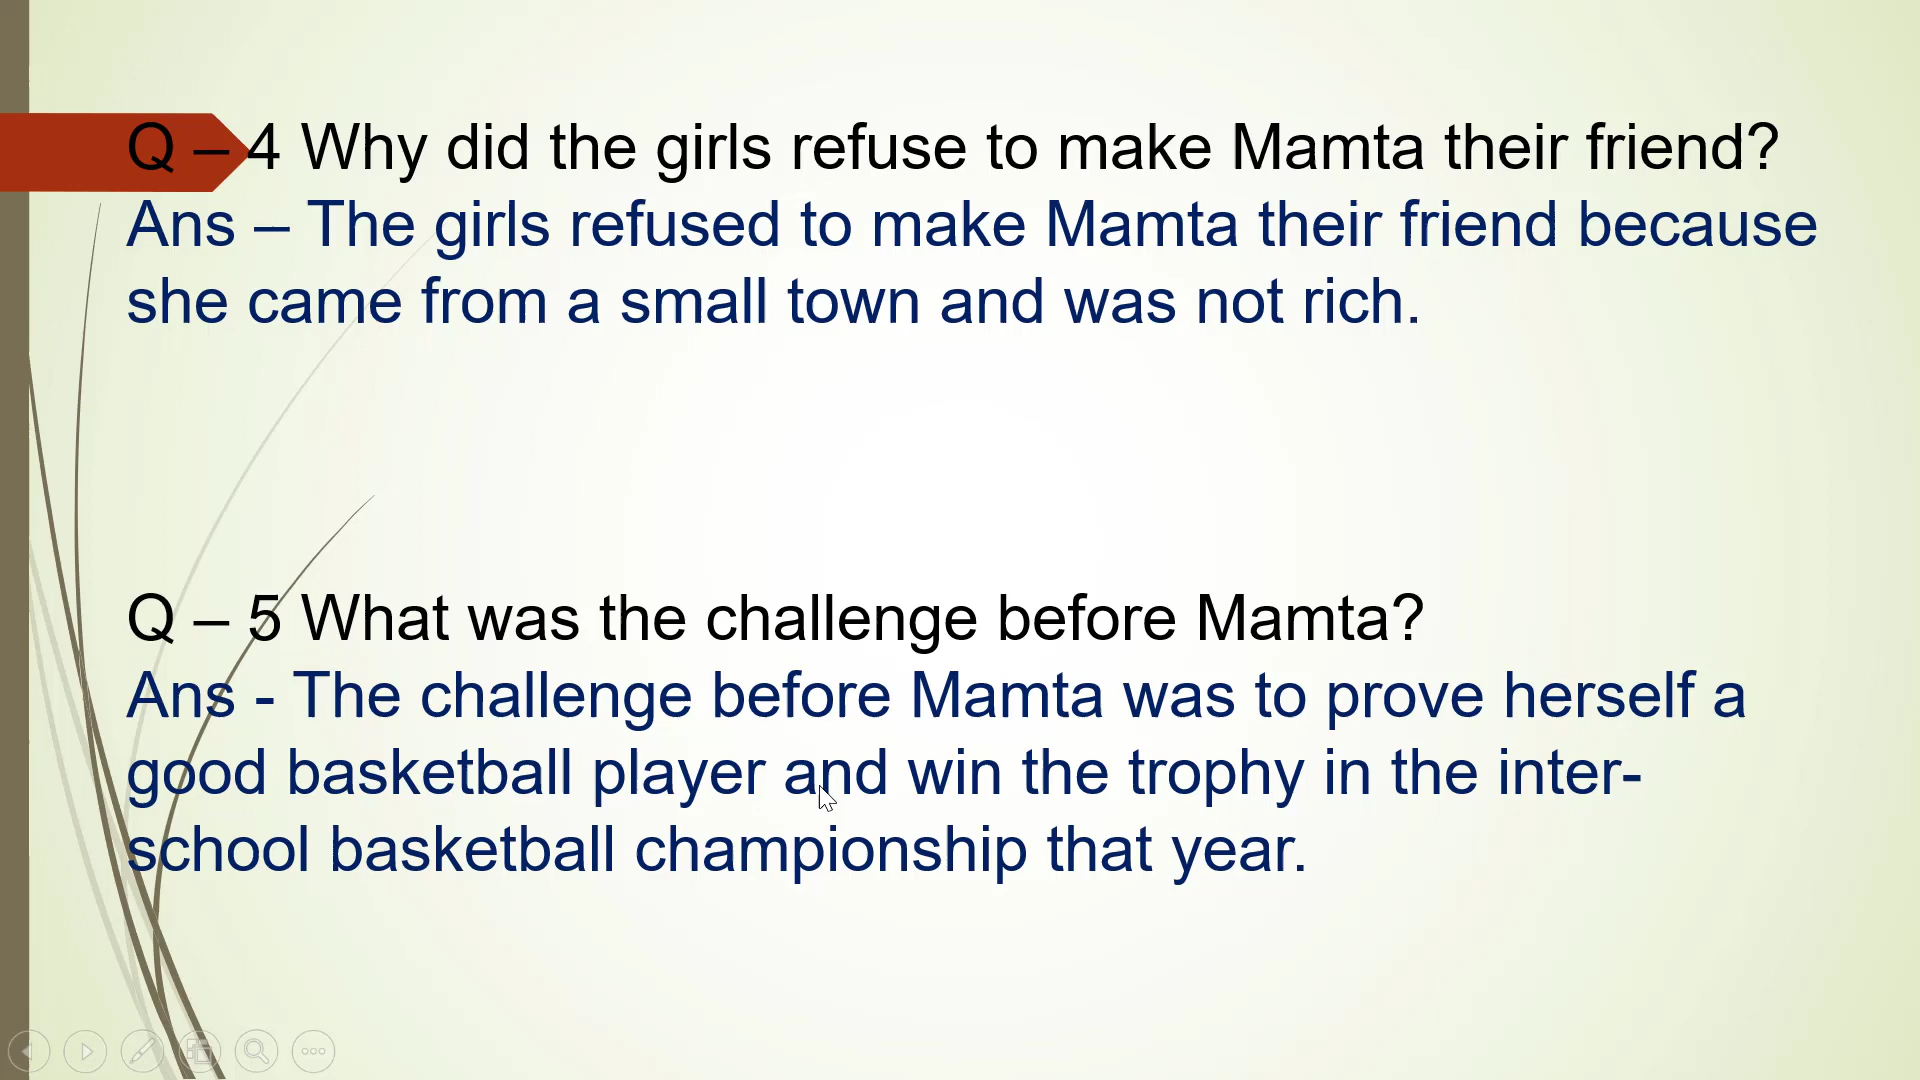 Q – 4 Why did the girls refuse to make Mamta their friend?
Ans – The girls refused to make Mamta their friend because
she came from a small town and was not rich.
Q – 5 What was the challenge before Mamta?
Ans - The challenge before Mamta was to prove herself a
good basketball player and win the trophy in the inter-
school basketball championship that year.